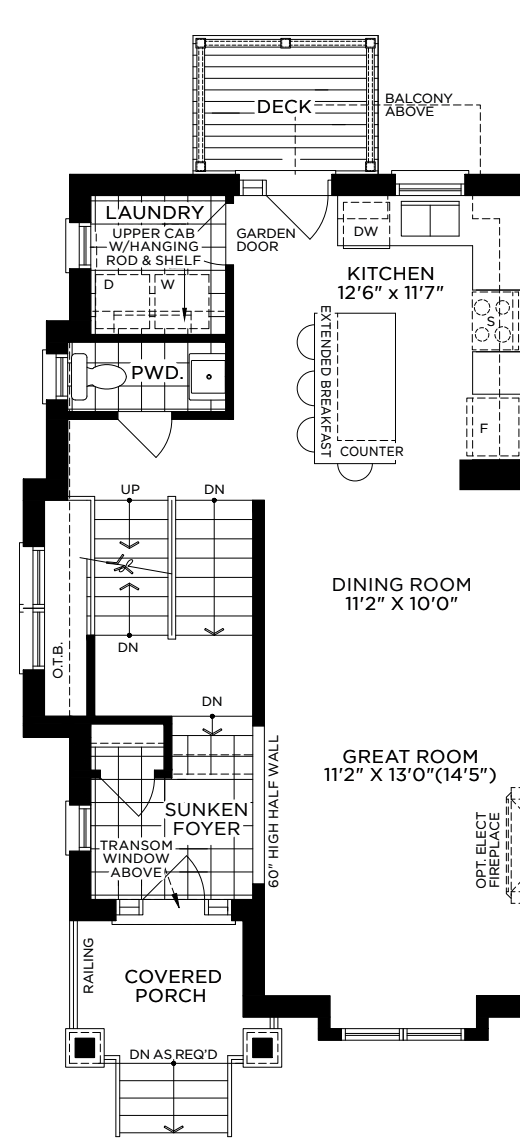 DECK
BALCONY
ABOVE
LAUNDRY
UPPER CAB
W/HANGING
ROD & SHELF
GARDEN
DOOR
DW
D
W
KITCHEN
12'6" x 11'7"
S
EXTENDED BREAKFAST
COUNTER
PWD.
F
UP
DN
DINING ROOM
11'2" X 10'0"
O.T.B.
DN
DN
GREAT ROOM
11'2" X 13'0"(14'5")
60" HIGH HALF WALL
SUNKEN
FOYER
TRANSOM
WINDOW
ABOVE
OPT. ELECT
FIREPLACE
RAILING
COVERED
PORCH
DN AS REQ'D